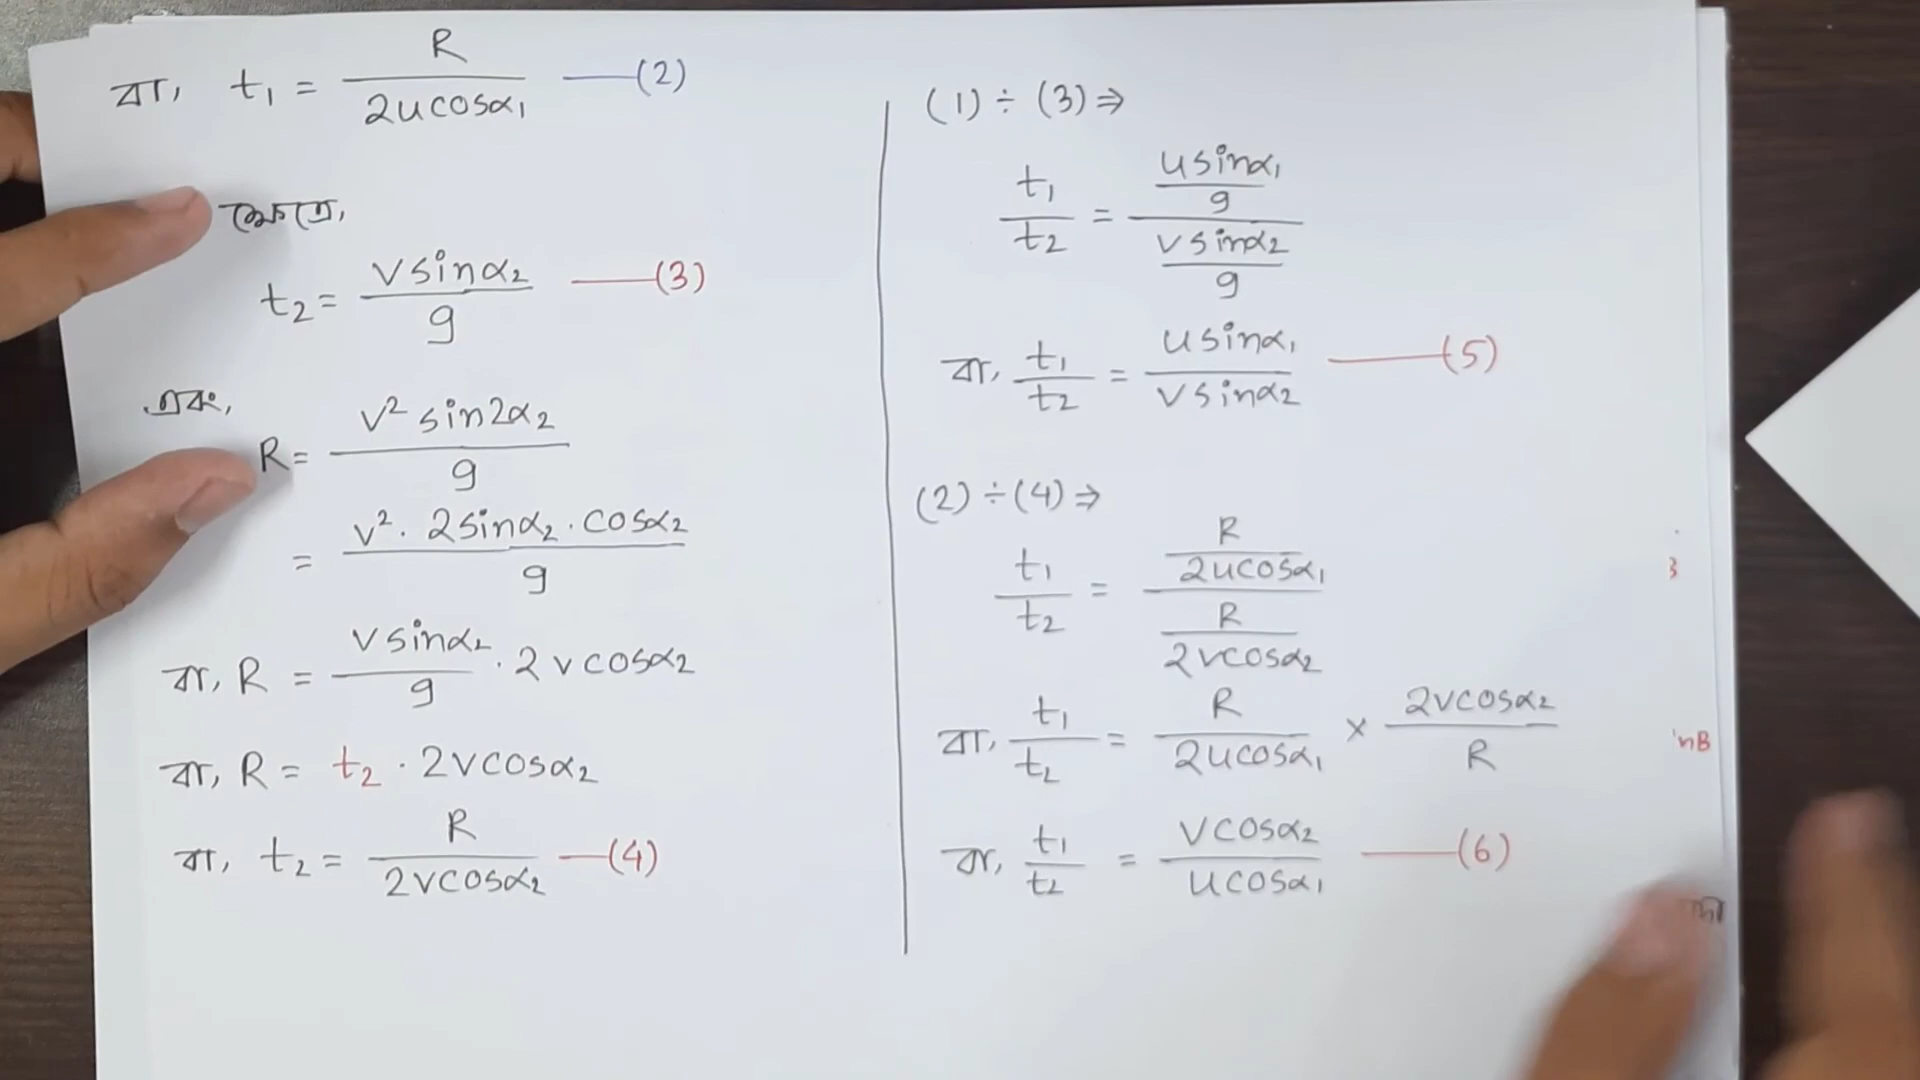 বা, t₁ = R / 2ucosα₁ ——(2)
ক্ষেত্রে,
t₂ = vsinα₂ / g ——(3)
এবং,
R = v² sin2α₂ / g
= v². 2sinα₂ . cosα₂ / g
বা, R = vsinα₂ / g . 2vcosα₂
বা, R = t₂ . 2vcosα₂
বা, t₂ = R / 2vcosα₂ —(4)
(1) ÷ (3) ⇒
t₁/t₂ = (usinα₁ / g) / (vsinα₂ / g)
বা, t₁/t₂ = usinα₁ / vsinα₂ ——(5)
(2) ÷ (4) ⇒
t₁/t₂ = (R / 2ucosα₁) / (R / 2vcosα₂)
বা, t₁/t₂ = R / 2ucosα₁ × 2vcosα₂ / R
বা, t₁/t₂ = vcosα₂ / ucosα₁ ——(6)